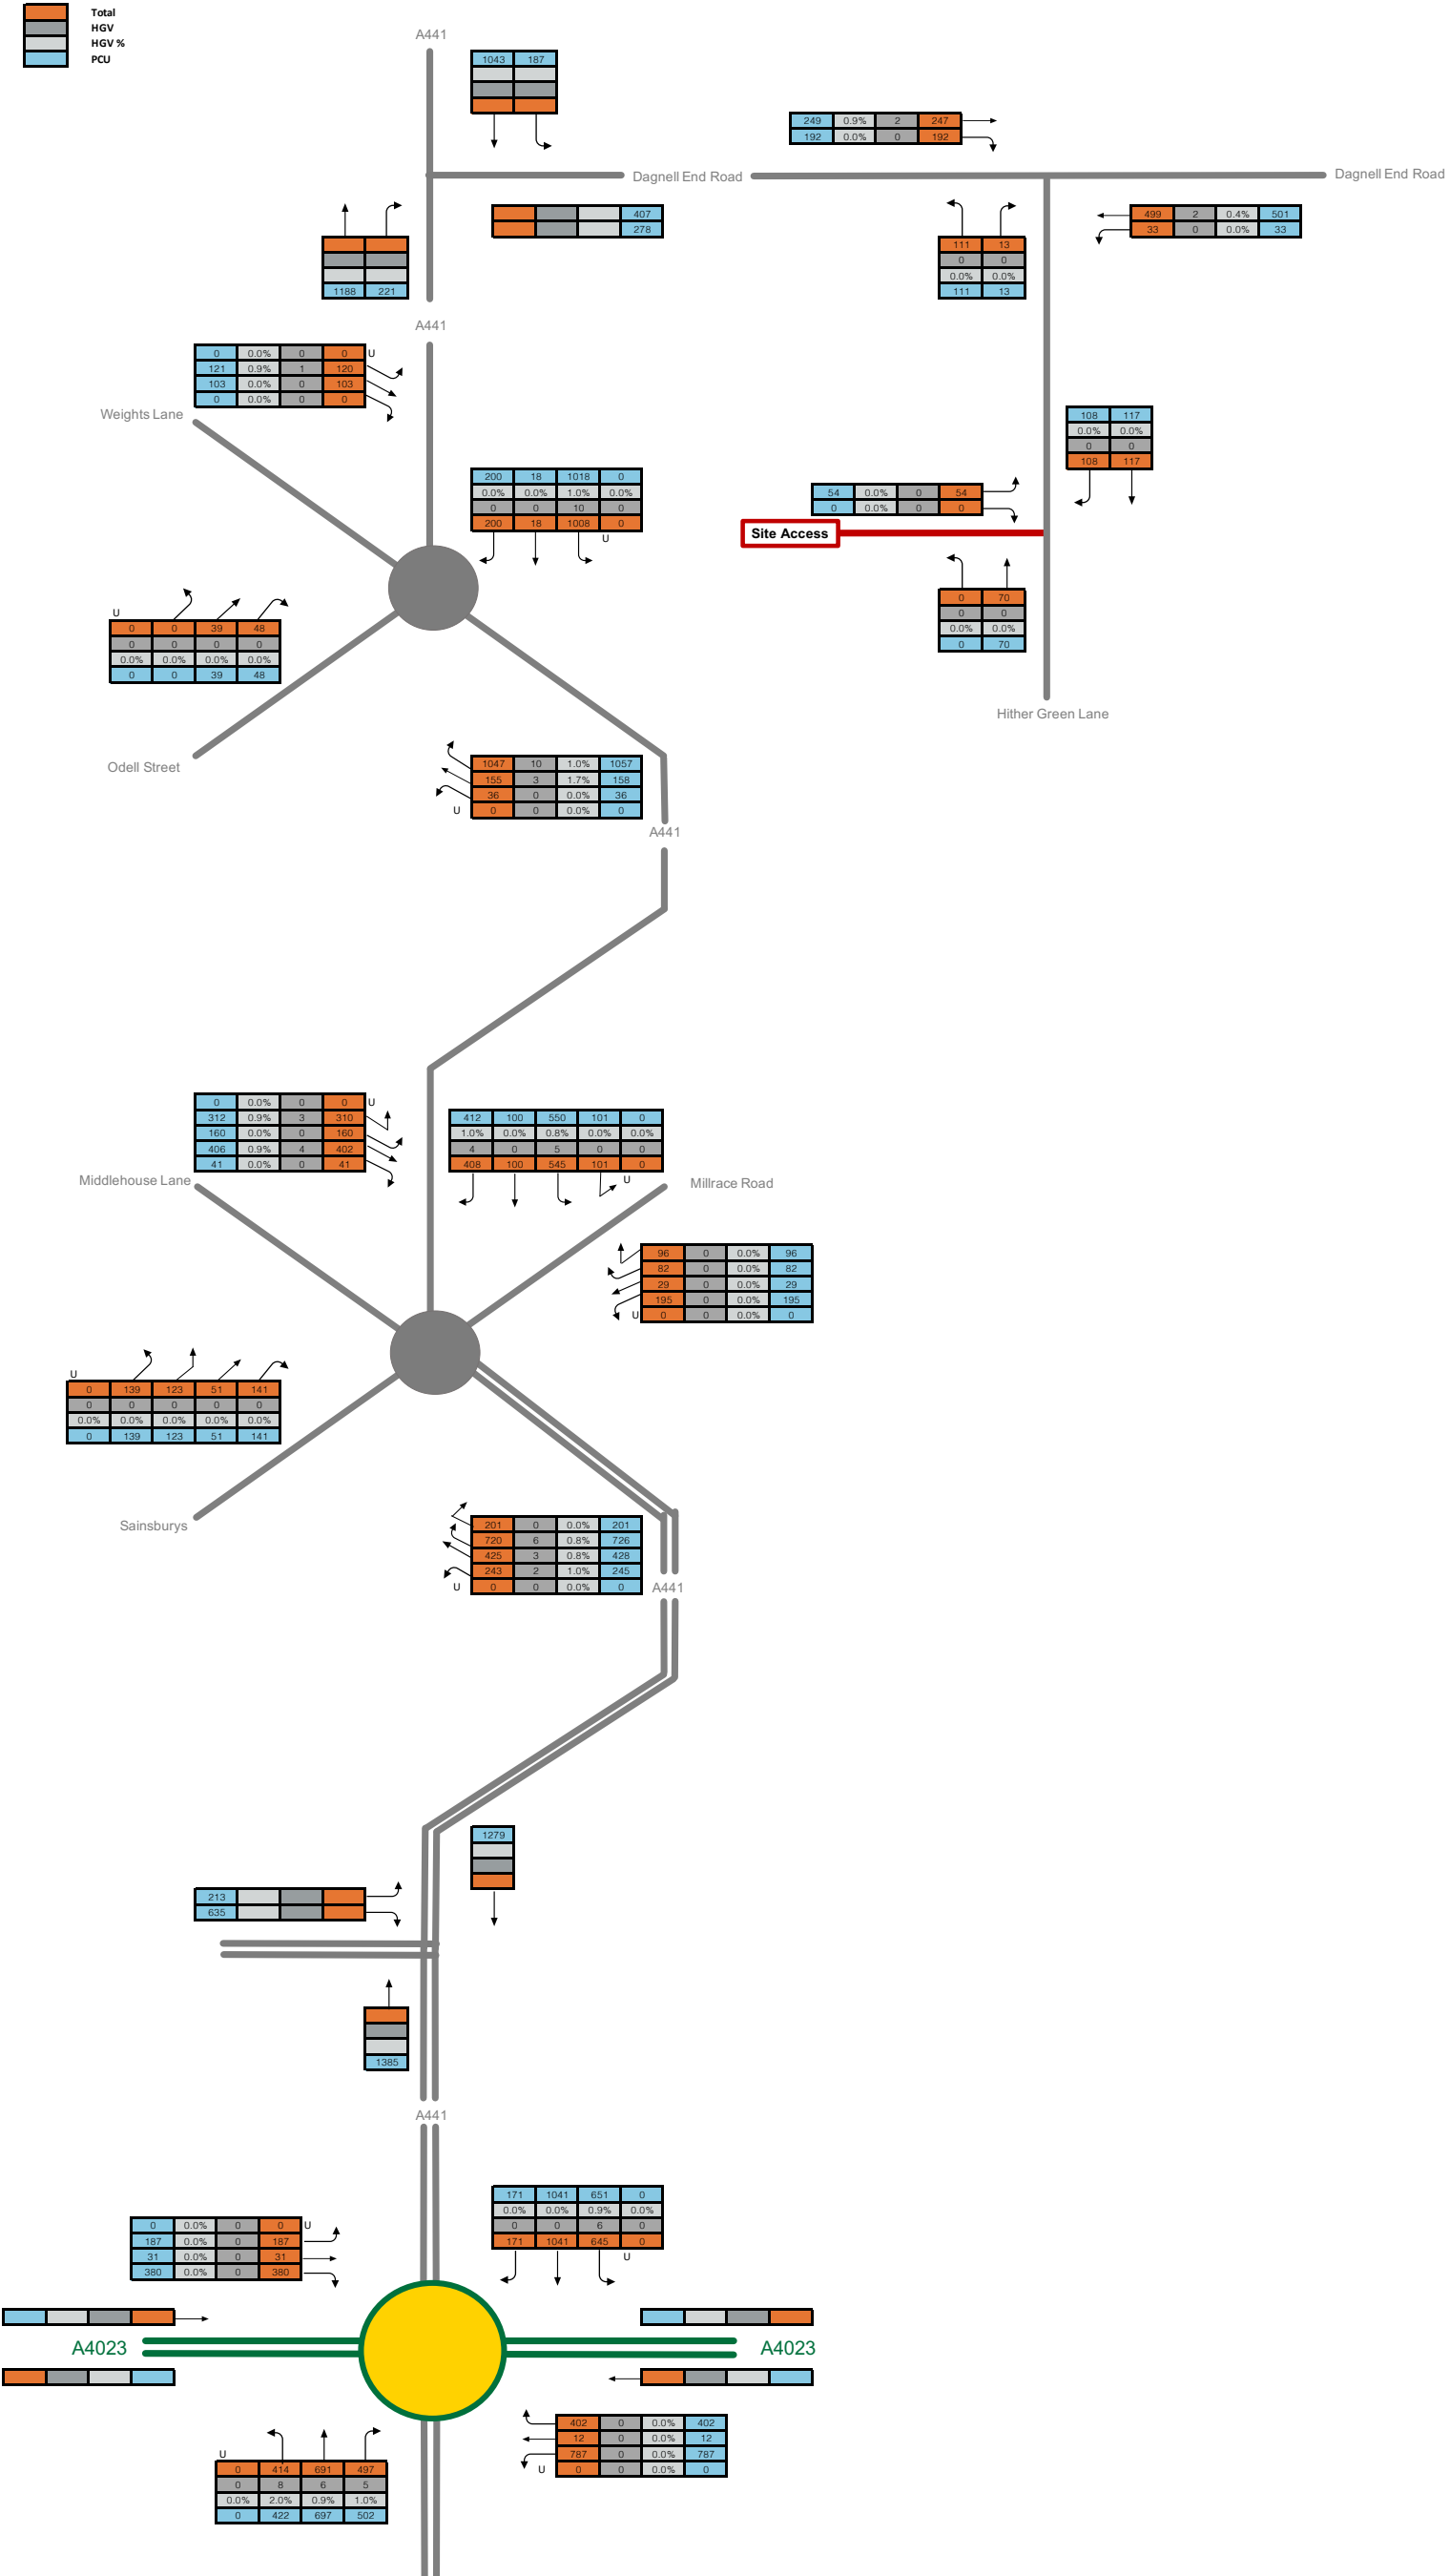 Total
HGV
HGV %
PCU
A441
1043 187
249 0.9% 2 247
192 0.0% 0 192
Dagnell End Road
Dagnell End Road
407
278
499 2 0.4% 501
33 0 0.0% 33
1188 221
111 13
0 0
0.0% 0.0%
111 13
A441
0 0.0% 0 0 U
121 0.9% 1 120
103 0.0% 0 103
0 0.0% 0 0
Weights Lane
108 117
0.0% 0.0%
0 0
108 117
200 18 1018 0
0.0% 0.0% 1.0% 0.0%
0 0 10 0
200 18 1008 0
U
54 0.0% 0 54
0 0.0% 0 0
Site Access
0 70
0 0
0.0% 0.0%
0 70
U
0 0 39 48
0 0 0 0
0.0% 0.0% 0.0% 0.0%
0 0 39 48
Hither Green Lane
Odell Street
1047 10 1.0% 1057
155 3 1.7% 158
36 0 0.0% 36
U 0 0 0.0% 0
A441
0 0.0% 0 0 U
312 0.9% 3 310
160 0.0% 0 160
406 0.9% 4 402
41 0.0% 0 41
412 100 550 101 0
1.0% 0.0% 0.8% 0.0% 0.0%
4 0 5 0 0
408 100 545 101 0
U
Middlehouse Lane
Millrace Road
96 0 0.0% 96
82 0 0.0% 82
29 0 0.0% 29
195 0 0.0% 195
U 0 0 0.0% 0
U
0 139 123 51 141
0 0 0 0 0
0.0% 0.0% 0.0% 0.0% 0.0%
0 139 123 51 141
Sainsburys
201 0 0.0% 201
720 6 0.8% 726
425 3 0.8% 428
243 2 1.0% 245
U 0 0 0.0% 0
A441
1279
213
635
1385
A441
171 1041 651 0
0.0% 0.0% 0.9% 0.0%
0 0 6 0
171 1041 645 0
U
0 0.0% 0 0 U
187 0.0% 0 187
31 0.0% 0 31
380 0.0% 0 380
A4023
A4023
402 0 0.0% 402
12 0 0.0% 12
787 0 0.0% 787
U 0 0 0.0% 0
U
0 414 691 497
0 8 6 5
0.0% 2.0% 0.9% 1.0%
0 422 697 502